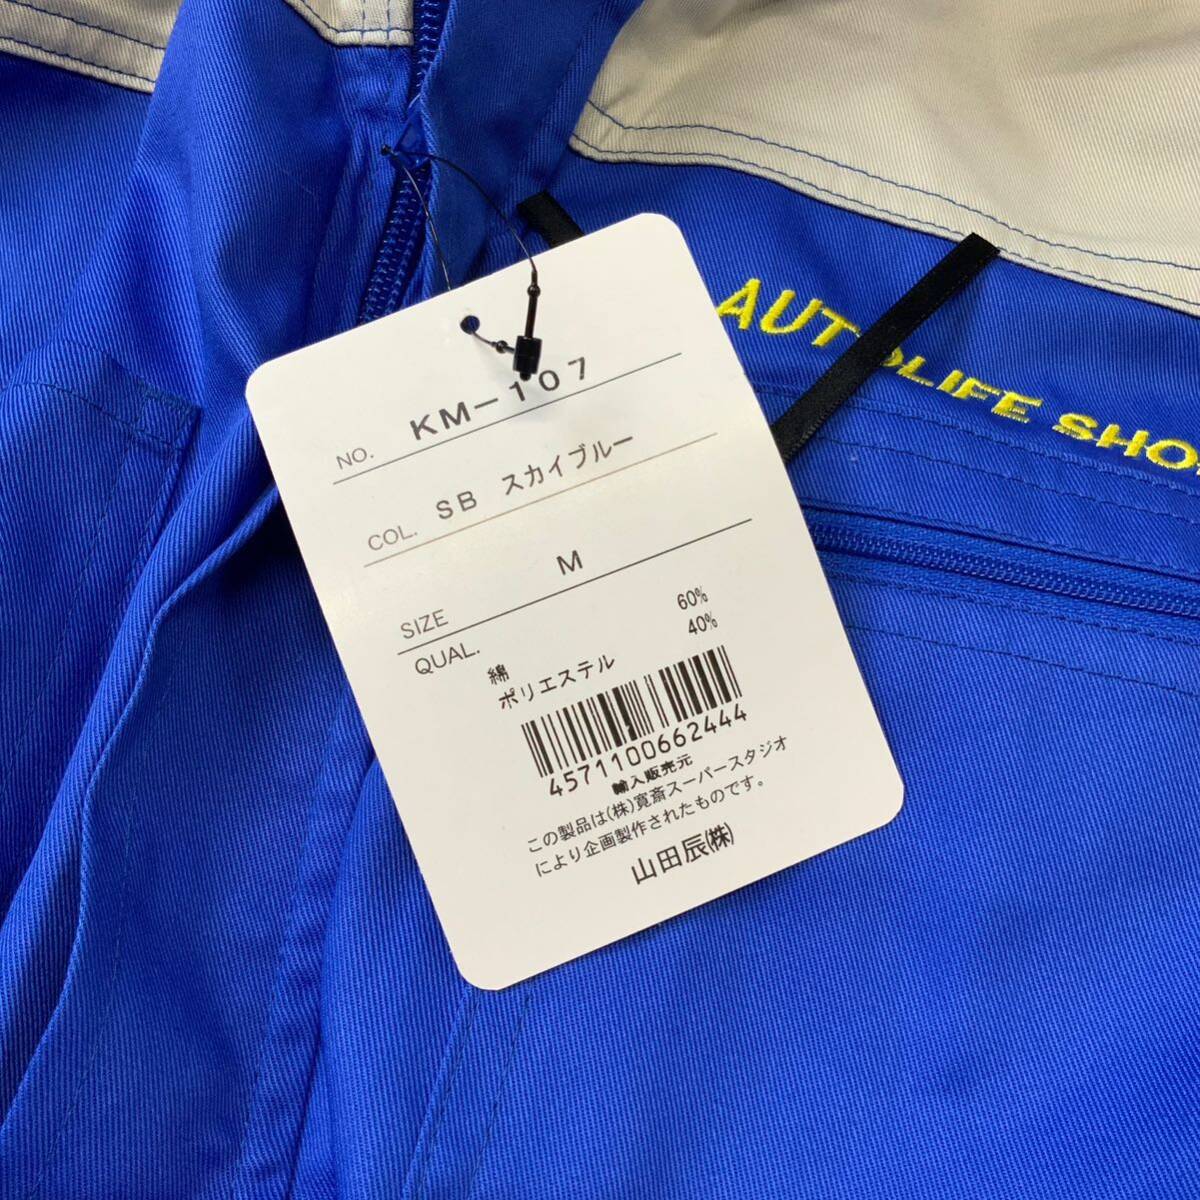 NO. KM-107
COL. SB スカイブルー
SIZE M
QUAL.
綿 60%
ポリエステル 40%
4571100662444
輸入販売元
この製品は(株)寛斎スーパースタジオ
により企画製作されたものです。
山田辰(株)
AUTOLIFE SHO